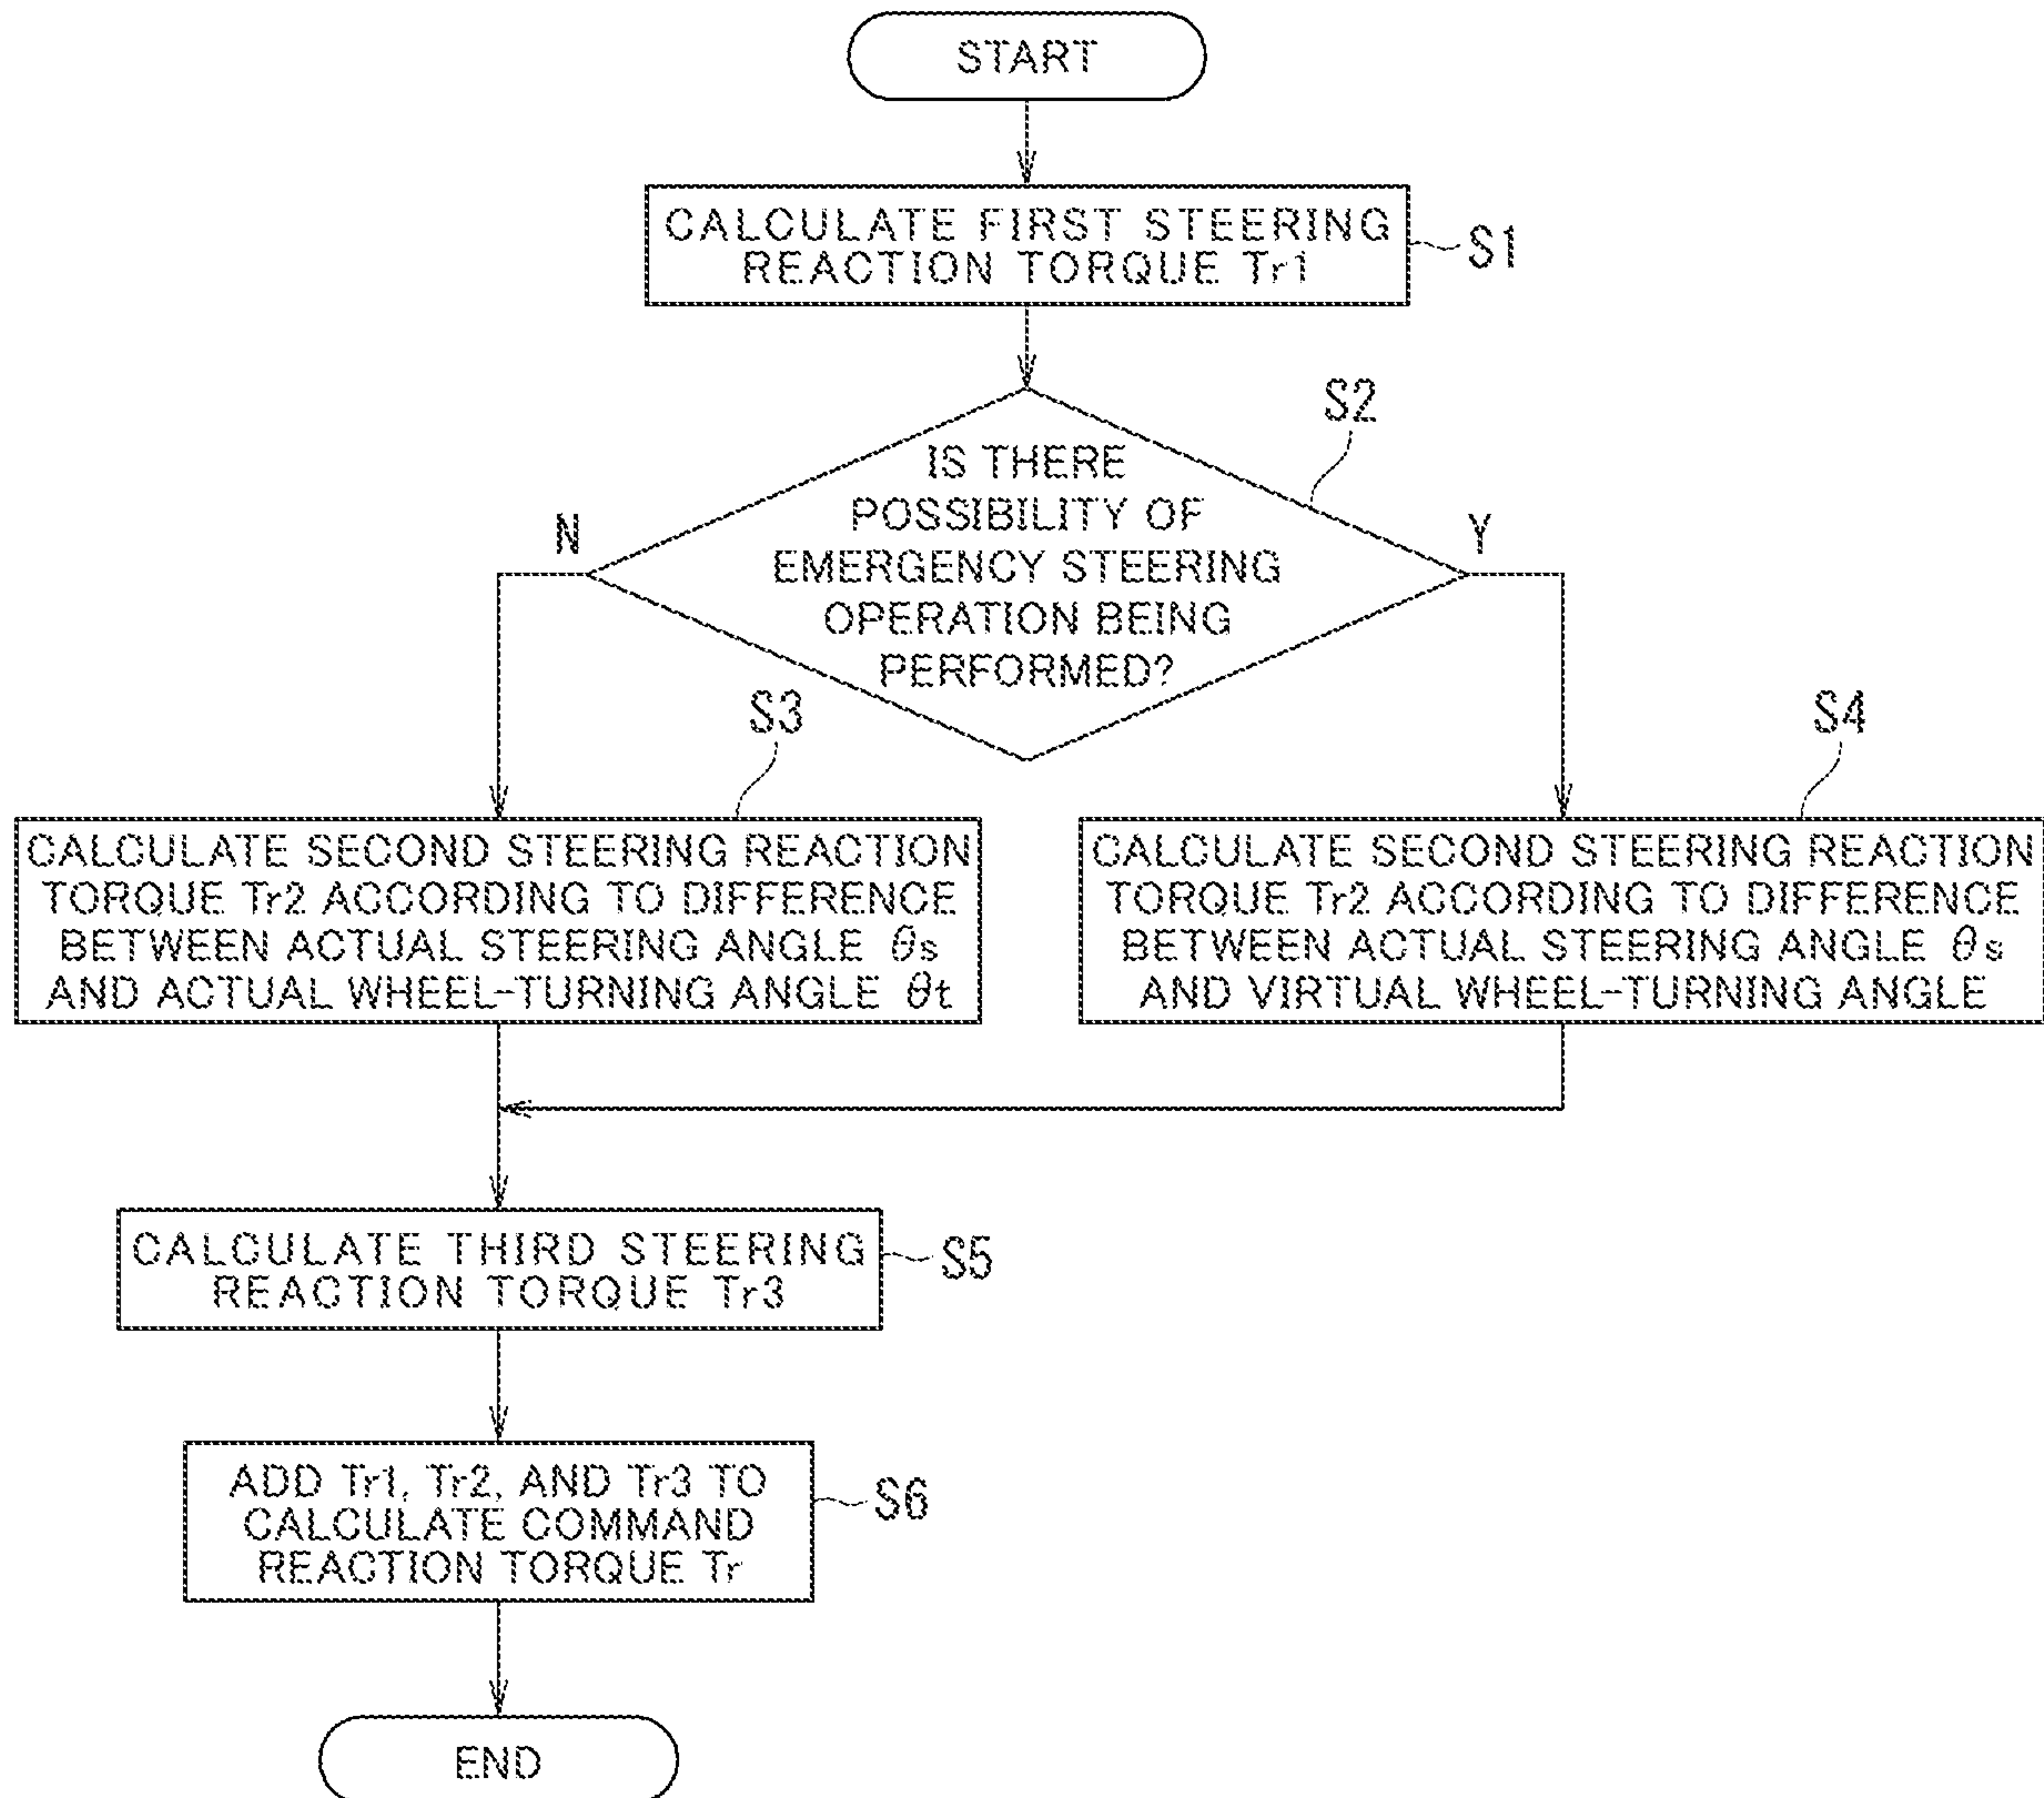 START
CALCULATE FIRST STEERING
REACTION TORQUE Tr1
S1
S2
IS THERE
POSSIBILITY OF
EMERGENCY STEERING
OPERATION BEING
PERFORMED?
N
Y
S3
S4
CALCULATE SECOND STEERING REACTION
TORQUE Tr2 ACCORDING TO DIFFERENCE
BETWEEN ACTUAL STEERING ANGLE θs
AND ACTUAL WHEEL-TURNING ANGLE θt
CALCULATE SECOND STEERING REACTION
TORQUE Tr2 ACCORDING TO DIFFERENCE
BETWEEN ACTUAL STEERING ANGLE θs
AND VIRTUAL WHEEL-TURNING ANGLE
CALCULATE THIRD STEERING
REACTION TORQUE Tr3
S5
ADD Tr1, Tr2, AND Tr3 TO
CALCULATE COMMAND
REACTION TORQUE Tr
S6
END